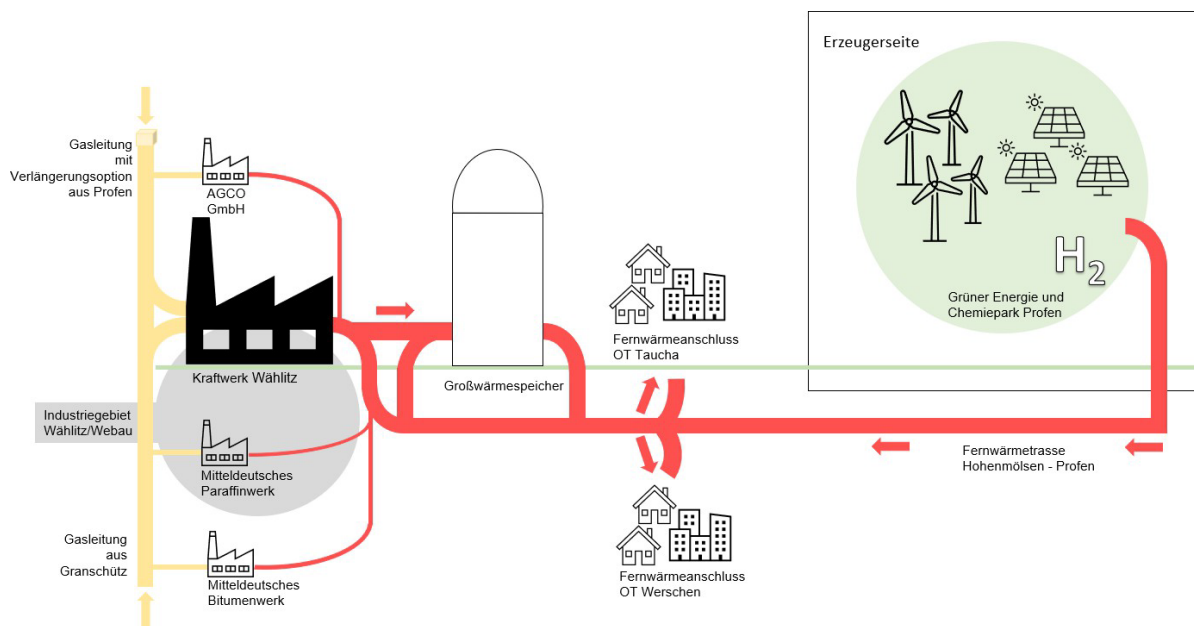 Erzeugerseite
Gasleitung
mit
Verlängerungsoption
aus Profen
AGCO
GmbH
H2
Grüner Energie und
Chemiepark Profen
Fernwärmeanschluss
OT Taucha
Kraftwerk Wählitz
Großwärmespeicher
Industriegebiet
Wählitz/Webau
Mitteldeutsches
Paraffinwerk
Fernwärmetrasse
Hohenmölsen - Profen
Gasleitung
aus
Granschütz
Mitteldeutsches
Bitumenwerk
Fernwärmeanschluss
OT Werschen